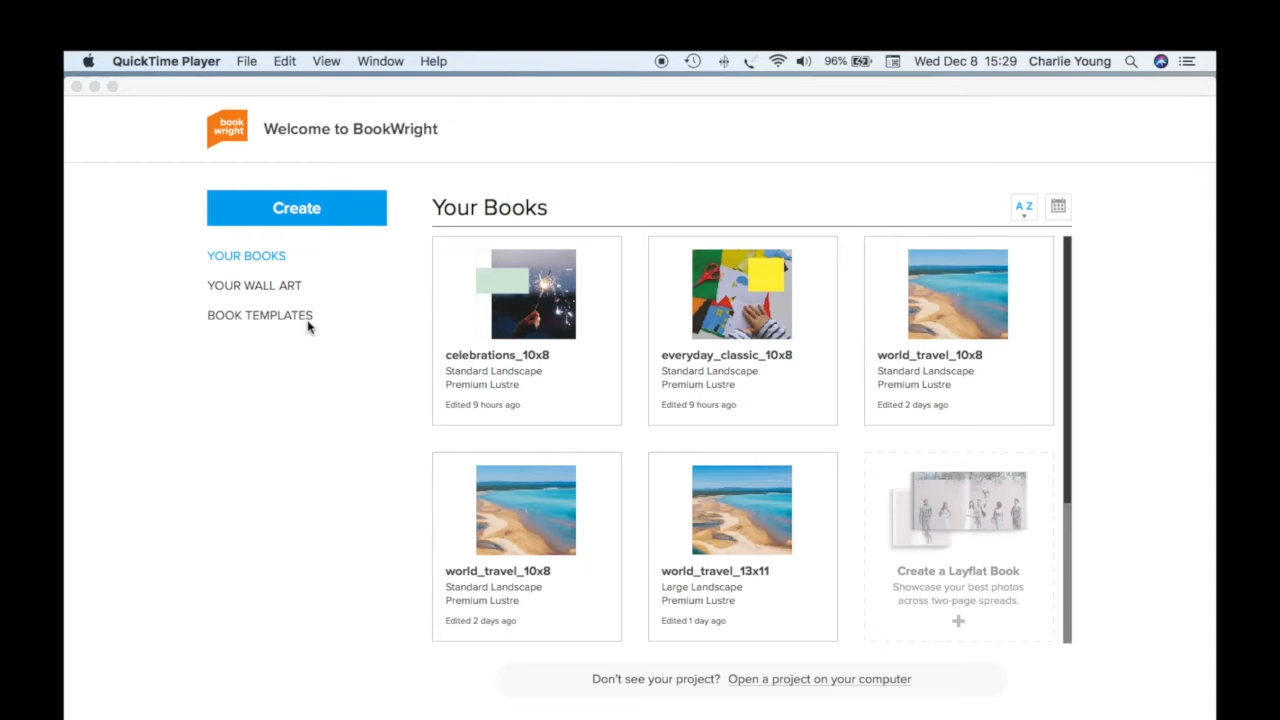 QuickTime Player File Edit View Window Help 96% Wed Dec 8 15:29 Charlie Young
book
wright
Welcome to BookWright
Create
YOUR BOOKS
YOUR WALL ART
BOOK TEMPLATES
Your Books
A Z
celebrations_10x8
Standard Landscape
Premium Lustre
Edited 9 hours ago
everyday_classic_10x8
Standard Landscape
Premium Lustre
Edited 9 hours ago
world_travel_10x8
Standard Landscape
Premium Lustre
Edited 2 days ago
world_travel_10x8
Standard Landscape
Premium Lustre
Edited 2 days ago
world_travel_13x11
Large Landscape
Premium Lustre
Edited 1 day ago
Create a Layflat Book
Showcase your best photos
across two-page spreads.
Don't see your project? Open a project on your computer